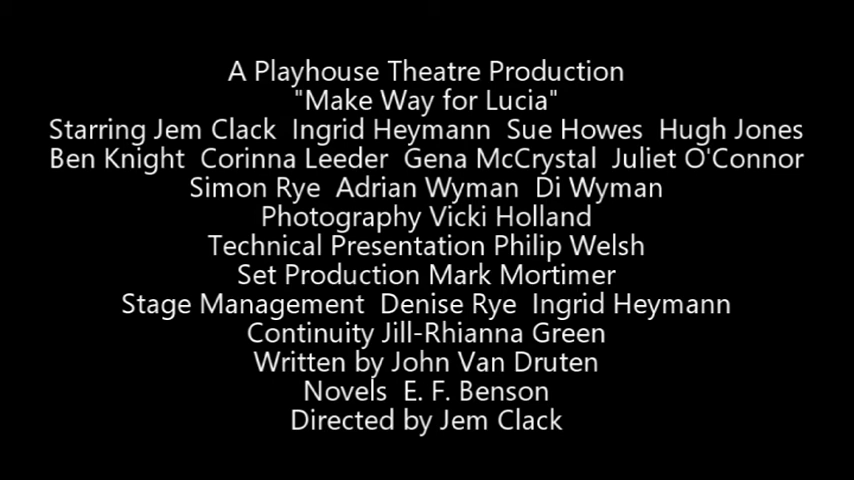 A Playhouse Theatre Production
"Make Way for Lucia"
Starring Jem Clack  Ingrid Heymann  Sue Howes  Hugh Jones
Ben Knight  Corinna Leeder  Gena McCrystal  Juliet O'Connor
Simon Rye  Adrian Wyman  Di Wyman
Photography Vicki Holland
Technical Presentation Philip Welsh
Set Production Mark Mortimer
Stage Management  Denise Rye  Ingrid Heymann
Continuity Jill-Rhianna Green
Written by John Van Druten
Novels  E. F. Benson
Directed by Jem Clack